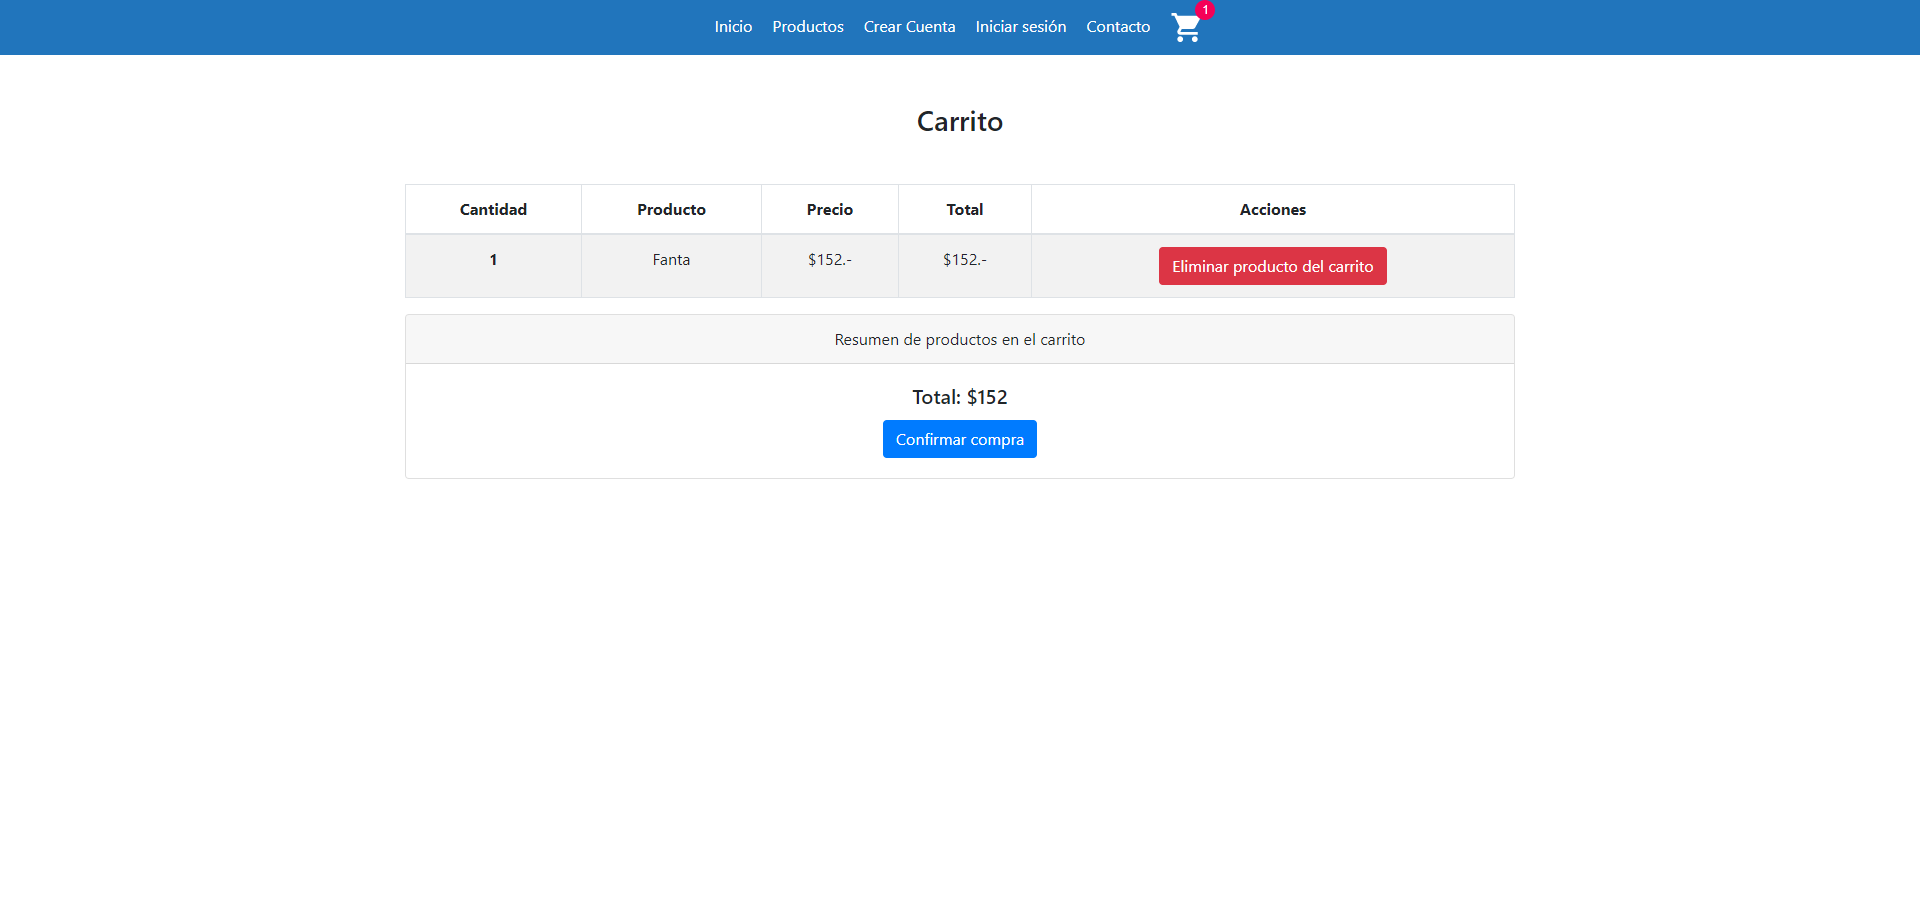 Inicio Productos Crear Cuenta Iniciar sesión Contacto 1
Carrito
Cantidad Producto Precio Total Acciones
1 Fanta $152.- $152.- Eliminar producto del carrito
Resumen de productos en el carrito
Total: $152
Confirmar compra